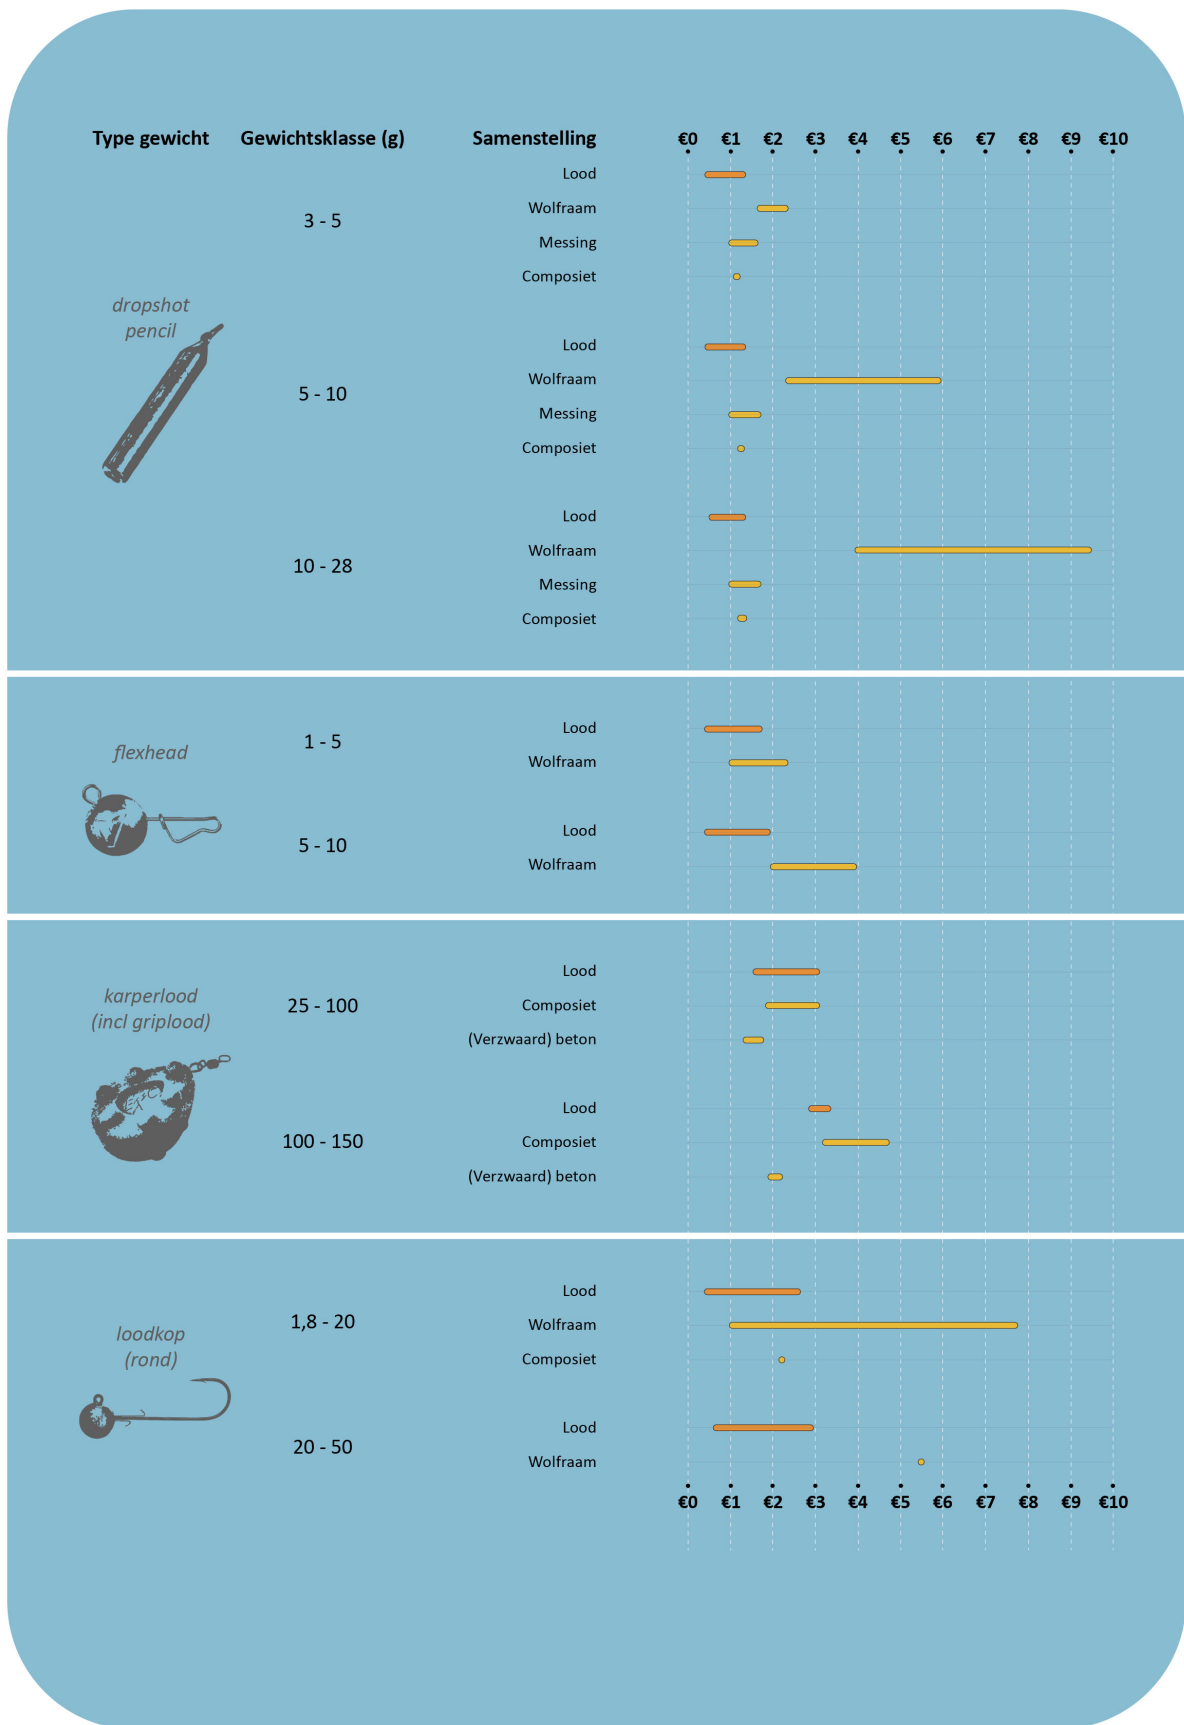 Type gewicht Gewichtsklasse (g) Samenstelling €0 €1 €2 €3 €4 €5 €6 €7 €8 €9 €10
dropshot
pencil
3 - 5
Lood
Wolfraam
Messing
Composiet
5 - 10
Lood
Wolfraam
Messing
Composiet
10 - 28
Lood
Wolfraam
Messing
Composiet
flexhead
1 - 5
Lood
Wolfraam
5 - 10
Lood
Wolfraam
karperlood
(incl griplood)
25 - 100
Lood
Composiet
(Verzwaard) beton
100 - 150
Lood
Composiet
(Verzwaard) beton
loodkop
(rond)
1,8 - 20
Lood
Wolfraam
Composiet
20 - 50
Lood
Wolfraam
€0 €1 €2 €3 €4 €5 €6 €7 €8 €9 €10